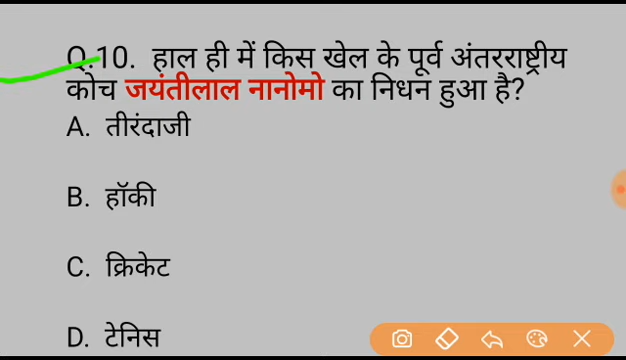 Q.10. हाल ही में किस खेल के पूर्व अंतरराष्ट्रीय
कोच जयंतीलाल नानोमो का निधन हुआ है?
A. तीरंदाजी
B. हॉकी
C. क्रिकेट
D. टेनिस